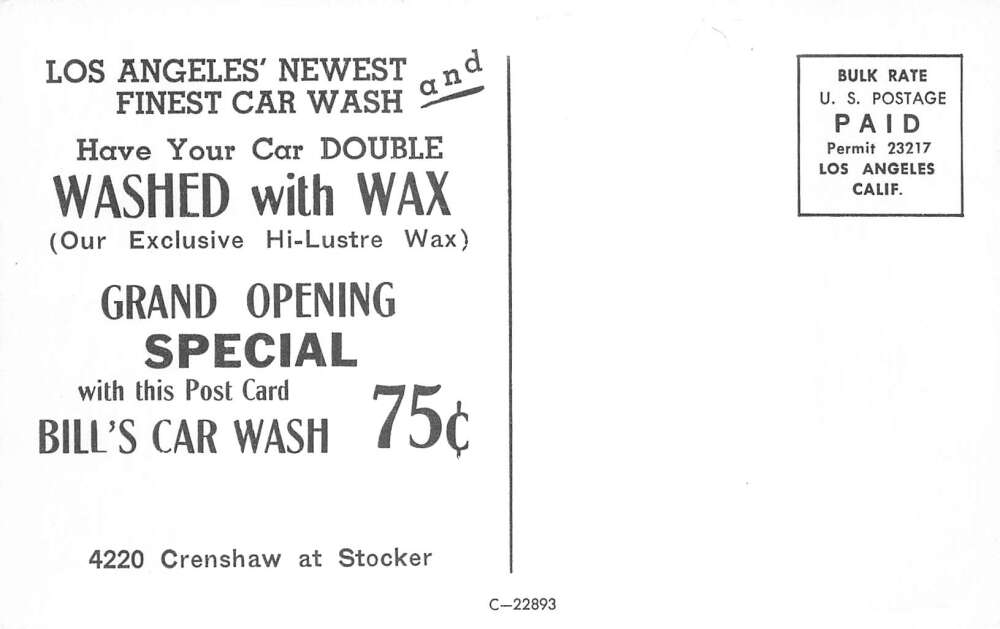 LOS ANGELES' NEWEST and
FINEST CAR WASH
Have Your Car DOUBLE
WASHED with WAX
(Our Exclusive Hi-Lustre Wax)
GRAND OPENING
SPECIAL
with this Post Card
BILL'S CAR WASH 75¢
4220 Crenshaw at Stocker
C—22893
BULK RATE
U. S. POSTAGE
PAID
Permit 23217
LOS ANGELES
CALIF.